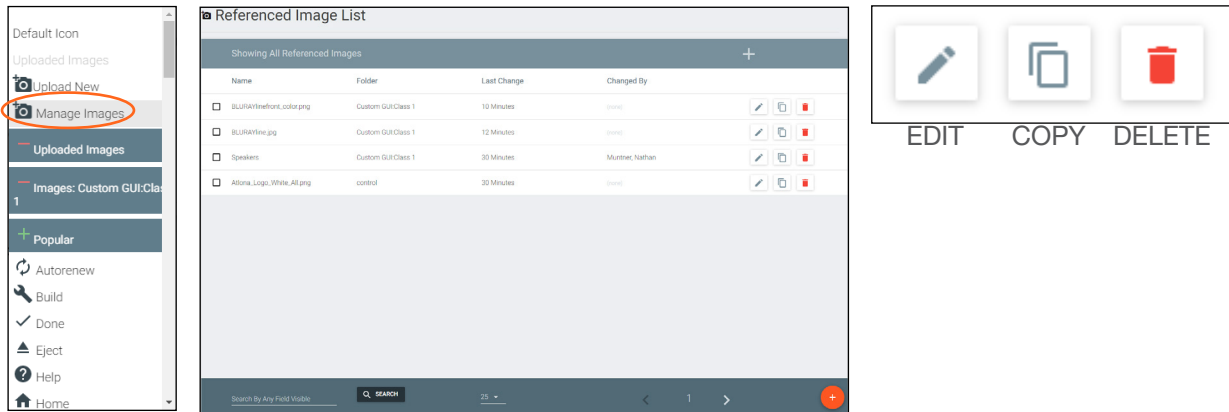 Default Icon
Uploaded Images
Upload New
Manage Images
Uploaded Images
Images: Custom GUI:Clas
1
Popular
Autorenew
Build
Done
Eject
Help
Home
Referenced Image List
Showing All Referenced Images
Name Folder Last Change Changed By
BLURAYlinefront_color.png Custom GUI:Class 1 10 Minutes (none)
BLURAYline.jpg Custom GUI:Class 1 12 Minutes (none)
Speakers Custom GUI:Class 1 30 Minutes Muntner, Nathan
Atlona_Logo_White_All.png control 30 Minutes (none)
Search By Any Field Visible SEARCH 25 1
EDIT COPY DELETE